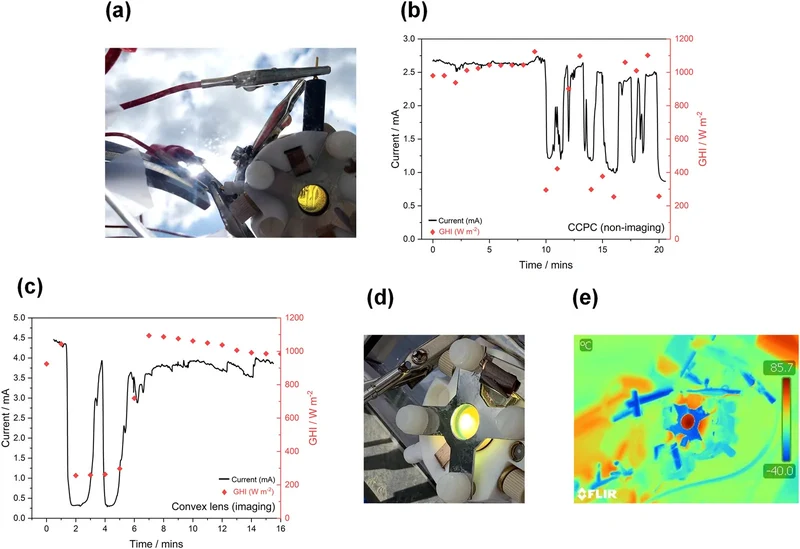 (a)
(b)
3.0
2.5
2.0
1.5
1.0
0.5
0.0
Current / mA
1200
1000
800
600
400
200
0
GHI / W m-2
Current (mA)
GHI (W m-2)
CCPC (non-imaging)
0
5
10
15
20
Time / mins
(c)
5.0
4.5
4.0
3.5
3.0
2.5
2.0
1.5
1.0
0.5
0.0
Current / mA
1200
1000
800
600
400
200
0
GHI / W m-2
Current (mA)
GHI (W m-2)
Convex lens (imaging)
0
2
4
6
8
10
12
14
16
Time / mins
(d)
(e)
ºC
85.7
-40.0
FLIR